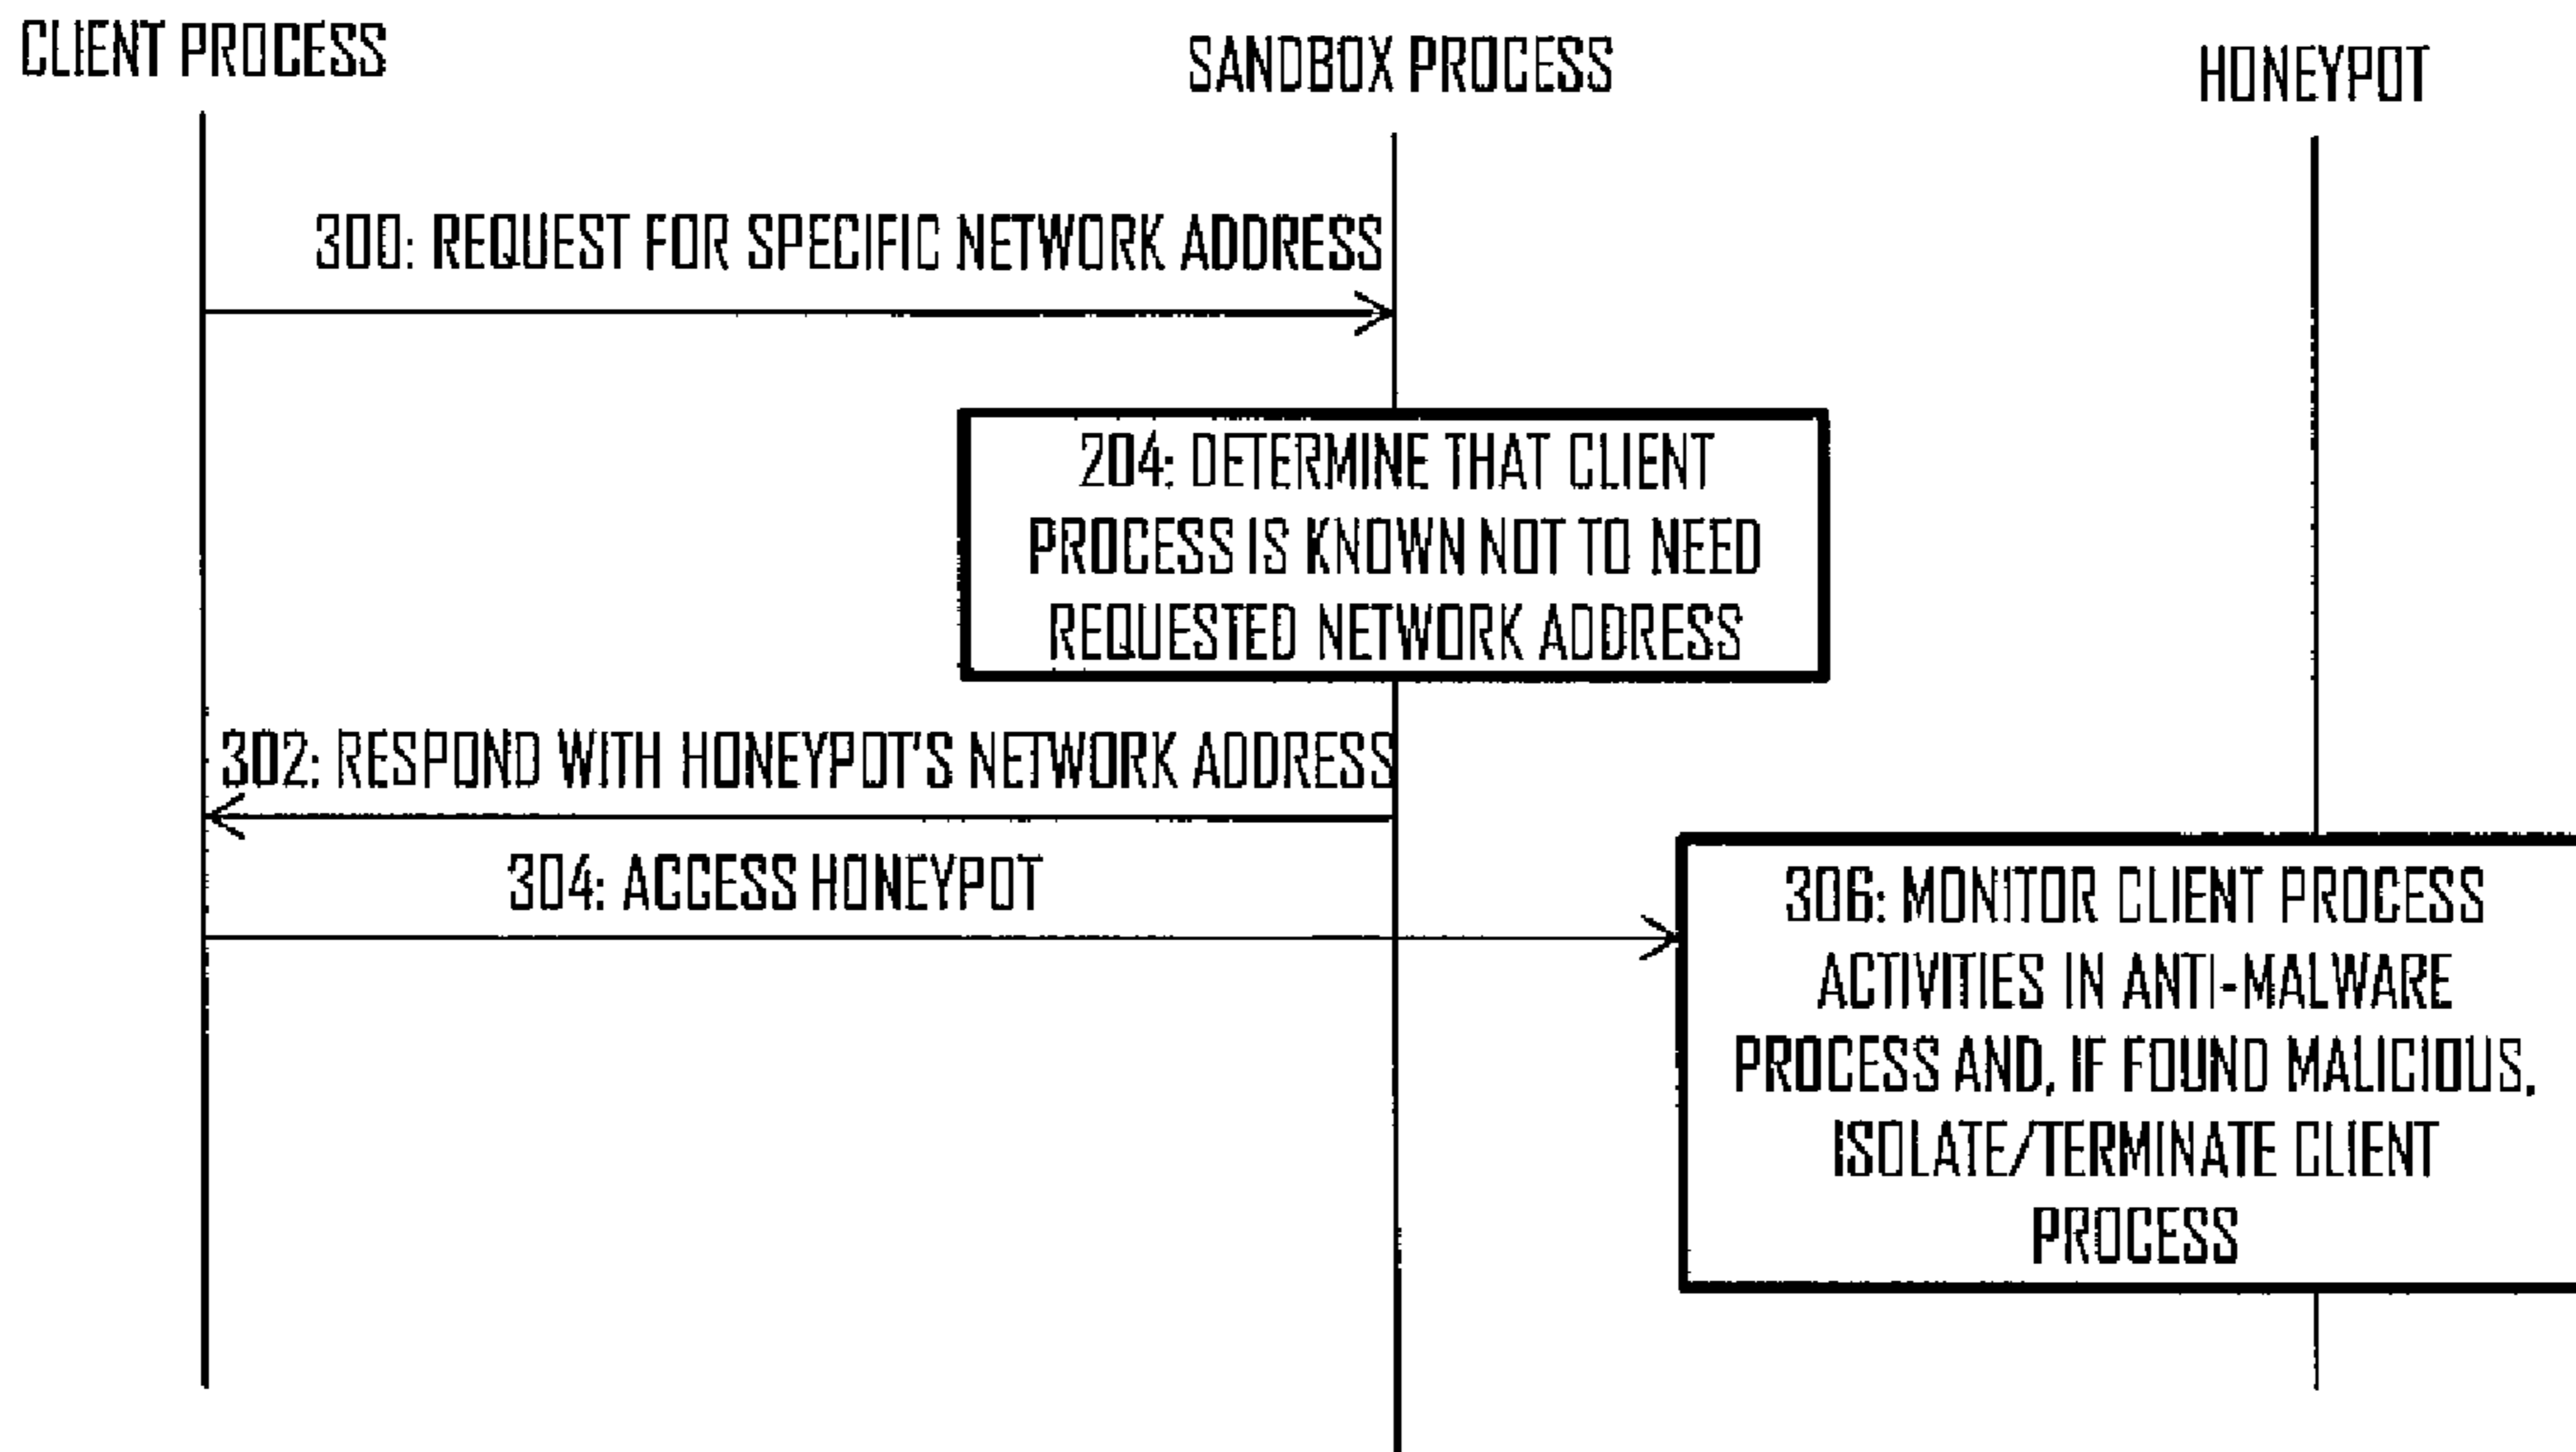 CLIENT PROCESS
SANDBOX PROCESS
HONEYPOT
300: REQUEST FOR SPECIFIC NETWORK ADDRESS
204: DETERMINE THAT CLIENT
PROCESS IS KNOWN NOT TO NEED
REQUESTED NETWORK ADDRESS
302: RESPOND WITH HONEYPOT'S NETWORK ADDRESS
304: ACCESS HONEYPOT
306: MONITOR CLIENT PROCESS
ACTIVITIES IN ANTI-MALWARE
PROCESS AND, IF FOUND MALICIOUS,
ISOLATE/TERMINATE CLIENT
PROCESS